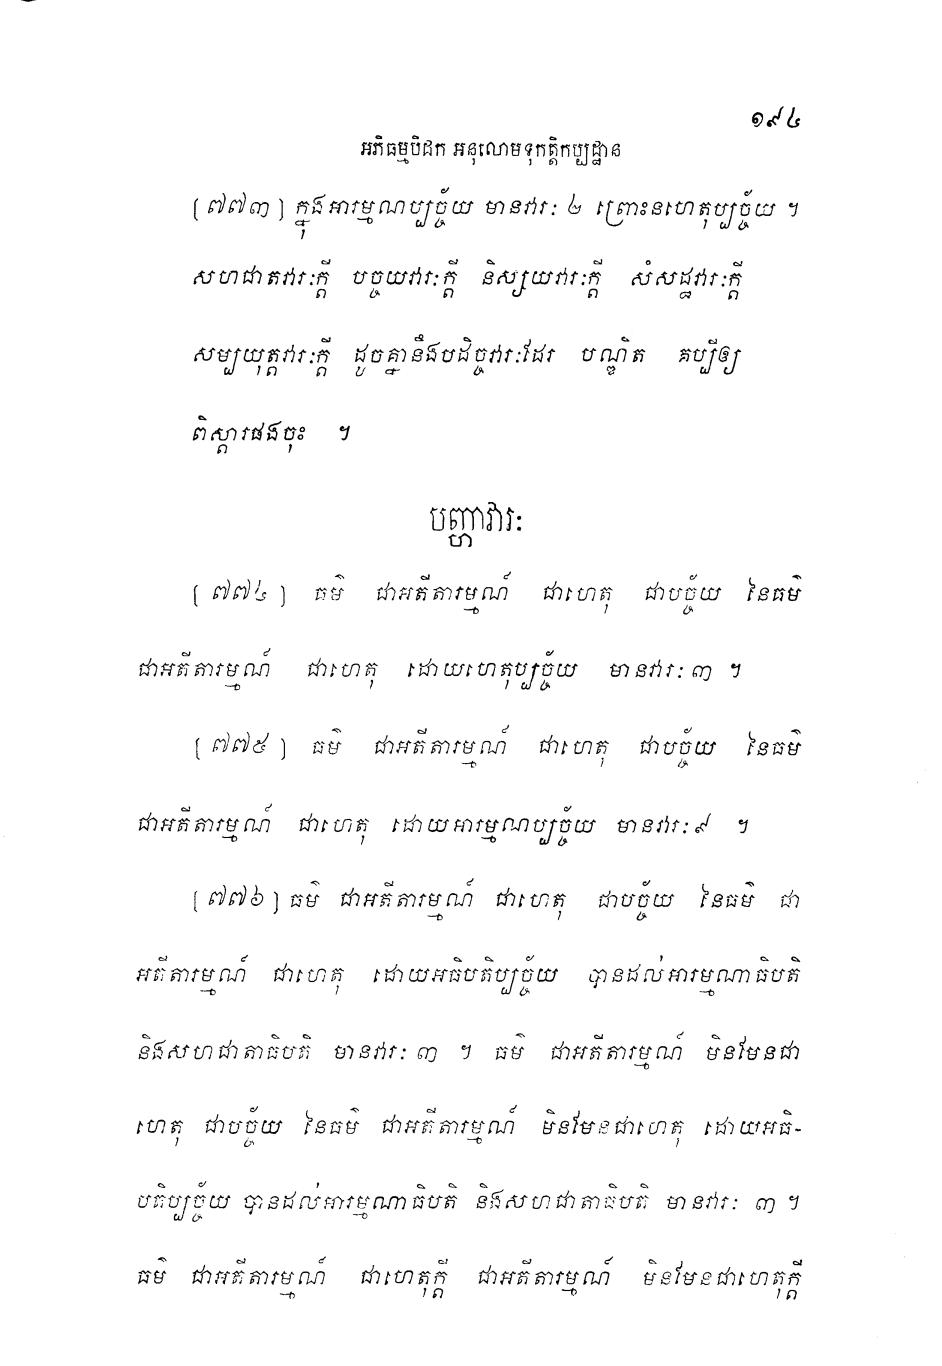 ១៩៤
អភិធម្មបិដក អនុលោមទុកត្តិកប្បដ្ឋាន
[៧៧៣] ក្នុងអារម្មណប្បច្ច័យ មានវារៈ ២ ព្រោះនហេតុប្បច្ច័យ ។
សហជាតវារៈក្តី បច្ចយវារៈក្តី និស្សយវារៈក្តី សំសដ្ឋវារៈក្តី
សម្បយុត្តវារៈក្តី ដូចគ្នានឹងបដិច្ចវារៈដែរ បណ្ឌិត គប្បីឲ្យ
ពិស្តារផងចុះ ។
បញ្ហាវារៈ
[៧៧៤] ធម៌ ជាអតីតារម្មណ៍ ជាហេតុ ជាបច្ច័យ នៃធម៌
ជាអតីតារម្មណ៍ ជាហេតុ ដោយហេតុប្បច្ច័យ មានវារៈ ៣ ។
[៧៧៥] ធម៌ ជាអតីតារម្មណ៍ ជាហេតុ ជាបច្ច័យ នៃធម៌
ជាអតីតារម្មណ៍ ជាហេតុ ដោយអារម្មណប្បច្ច័យ មានវារៈ ៩ ។
[៧៧៦] ធម៌ ជាអតីតារម្មណ៍ ជាហេតុ ជាបច្ច័យ នៃធម៌ ជា
អតីតារម្មណ៍ ជាហេតុ ដោយអធិបតិប្បច្ច័យ បានដល់អារម្មណាធិបតិ
និងសហជាតាធិបតិ មានវារៈ ៣ ។ ធម៌ ជាអតីតារម្មណ៍ មិនមែនជា
ហេតុ ជាបច្ច័យ នៃធម៌ ជាអតីតារម្មណ៍ មិនមែនជាហេតុ ដោយអធិ-
បតិប្បច្ច័យ បានដល់អារម្មណាធិបតិ និងសហជាតាធិបតិ មានវារៈ ៣ ។
ធម៌ ជាអតីតារម្មណ៍ ជាហេតុក្តី ជាអតីតារម្មណ៍ មិនមែនជាហេតុក្តី